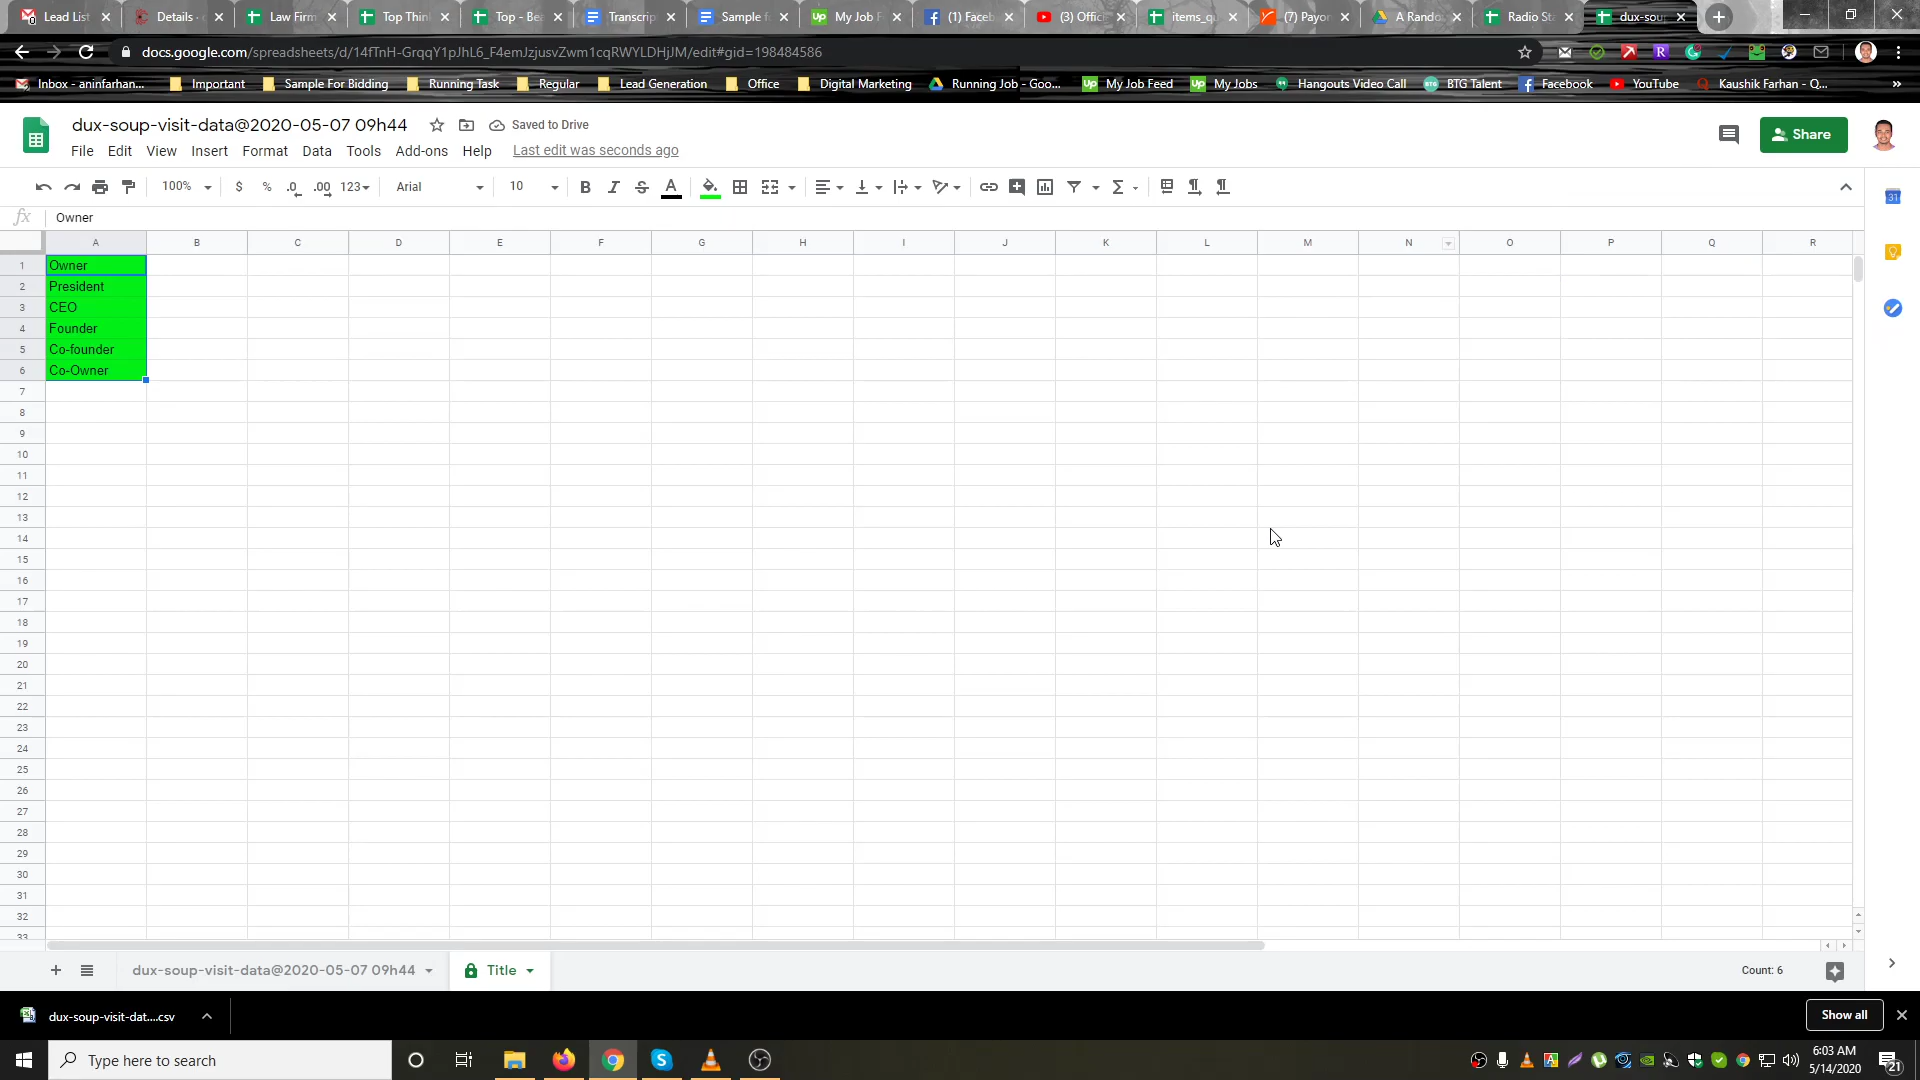 Lead List
Details -
Law Firm
Top Thin
Top - Be
Transcrip
Sample f
My Job F
(1) Faceb
(3) Offic
items_qu
(7) Payon
A Rando
Radio St
dux-sou
docs.google.com/spreadsheets/d/14fTnH-GrqqY1pJhL6_F4emJzjusvZwm1cqRWYLDHjJM/edit#gid=198484586
Inbox - aninfarhan...
Important
Sample For Bidding
Running Task
Regular
Lead Generation
Office
Digital Marketing
Running Job - Goo...
My Job Feed
My Jobs
Hangouts Video Call
BTG Talent
Facebook
YouTube
Kaushik Farhan - Q...
»
dux-soup-visit-data@2020-05-07 09h44
Saved to Drive
File Edit View Insert Format Data Tools Add-ons Help Last edit was seconds ago
Share
100% $ % .0 .00 123 Arial 10 B I S A
fx Owner
A B C D E F G H I J K L M N O P Q R
1 Owner
2 President
3 CEO
4 Founder
5 Co-founder
6 Co-Owner
7
8
9
10
11
12
13
14
15
16
17
18
19
20
21
22
23
24
25
26
27
28
29
30
31
32
33
dux-soup-visit-data@2020-05-07 09h44
Title
Count: 6
dux-soup-visit-dat....csv
Show all
Type here to search
6:03 AM
5/14/2020
21